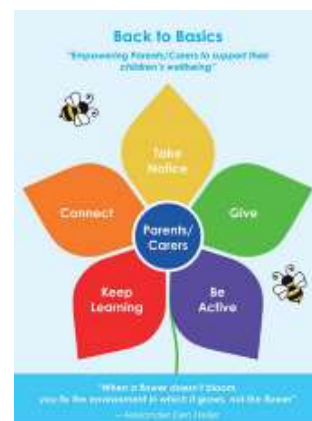 Back to Basics
"Empowering Parents/Carers to support their
children's wellbeing"
Take
Notice
Connect
Give
Parents/
Carers
Keep
Learning
Be
Active
"When a flower doesn't bloom,
you fix the environment in which it grows, not the flower"
— Alexander Den Heijer